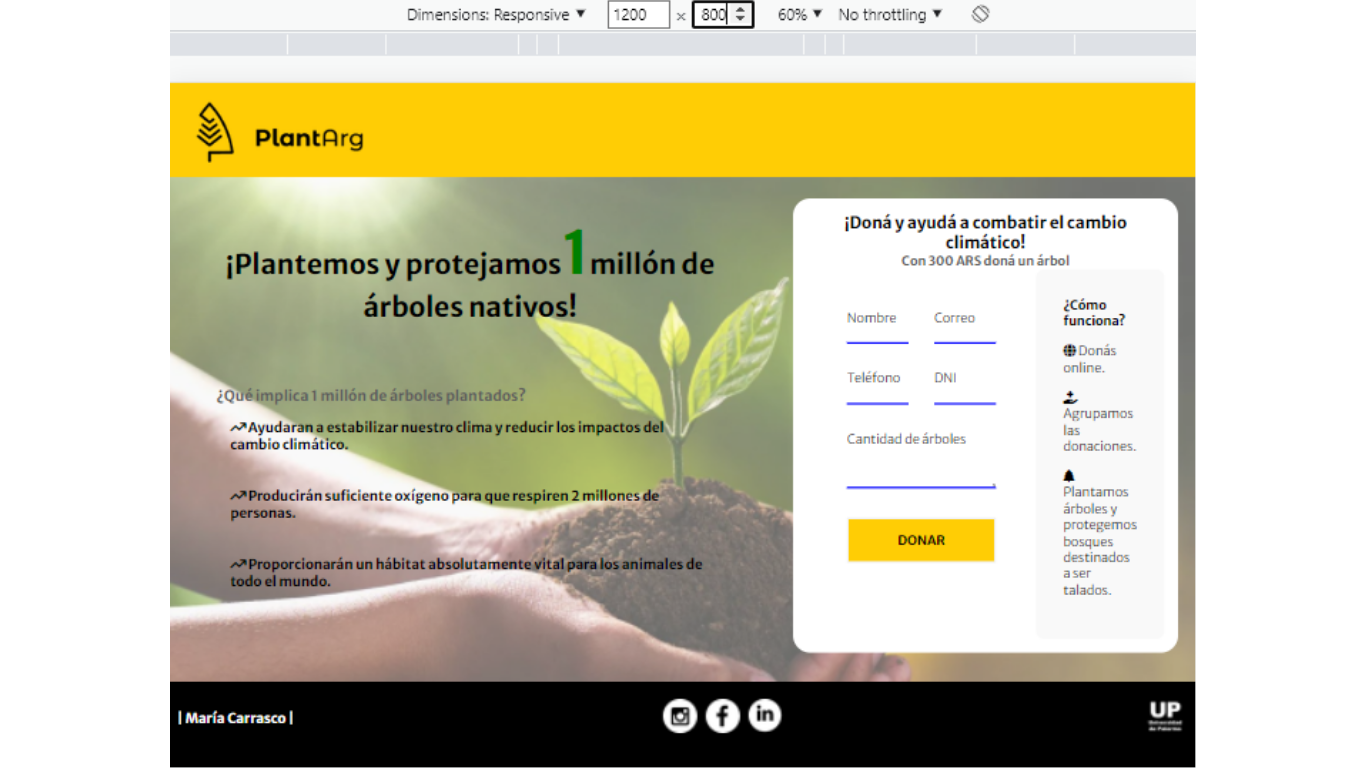 Dimensions: Responsive ▼ 1200 × 800 60% ▼ No throttling ▼
PlantArg
¡Plantemos y protejamos 1 millón de
árboles nativos!
¿Qué implica 1 millón de árboles plantados?
Ayudaran a estabilizar nuestro clima y reducir los impactos del
cambio climático.
Producirán suficiente oxígeno para que respiren 2 millones de
personas.
Proporcionarán un hábitat absolutamente vital para los animales de
todo el mundo.
¡Doná y ayudá a combatir el cambio
climático!
Con 300 ARS doná un árbol
Nombre Correo
Teléfono DNI
Cantidad de árboles
DONAR
¿Cómo
funciona?
Donás
online.
Agrupamos
las
donaciones.
Plantamos
árboles y
protegemos
bosques
destinados
a ser
talados.
| María Carrasco |
in
UP
Universidad
de Palermo